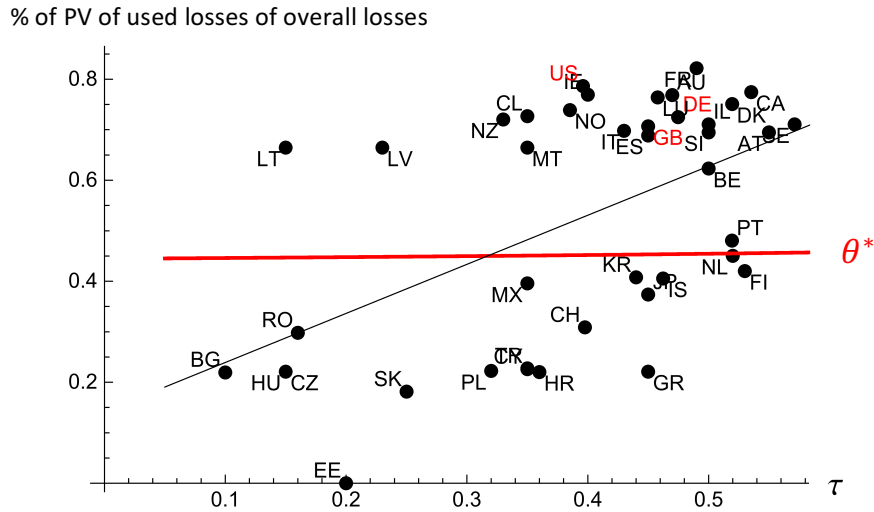 % of PV of used losses of overall losses
0.8
US
IE
FR
AU
CL
LU
DE
IL
DK
CA
NZ
NO
IT
ES
GB
SI
AT
SE
LT
LV
MT
0.6
BE
PT
θ*
0.4
KR
NL
FI
MX
JP
IS
RO
CH
BG
TR
CY
0.2
HU
CZ
SK
PL
HR
GR
EE
0.1
0.2
0.3
0.4
0.5
τ